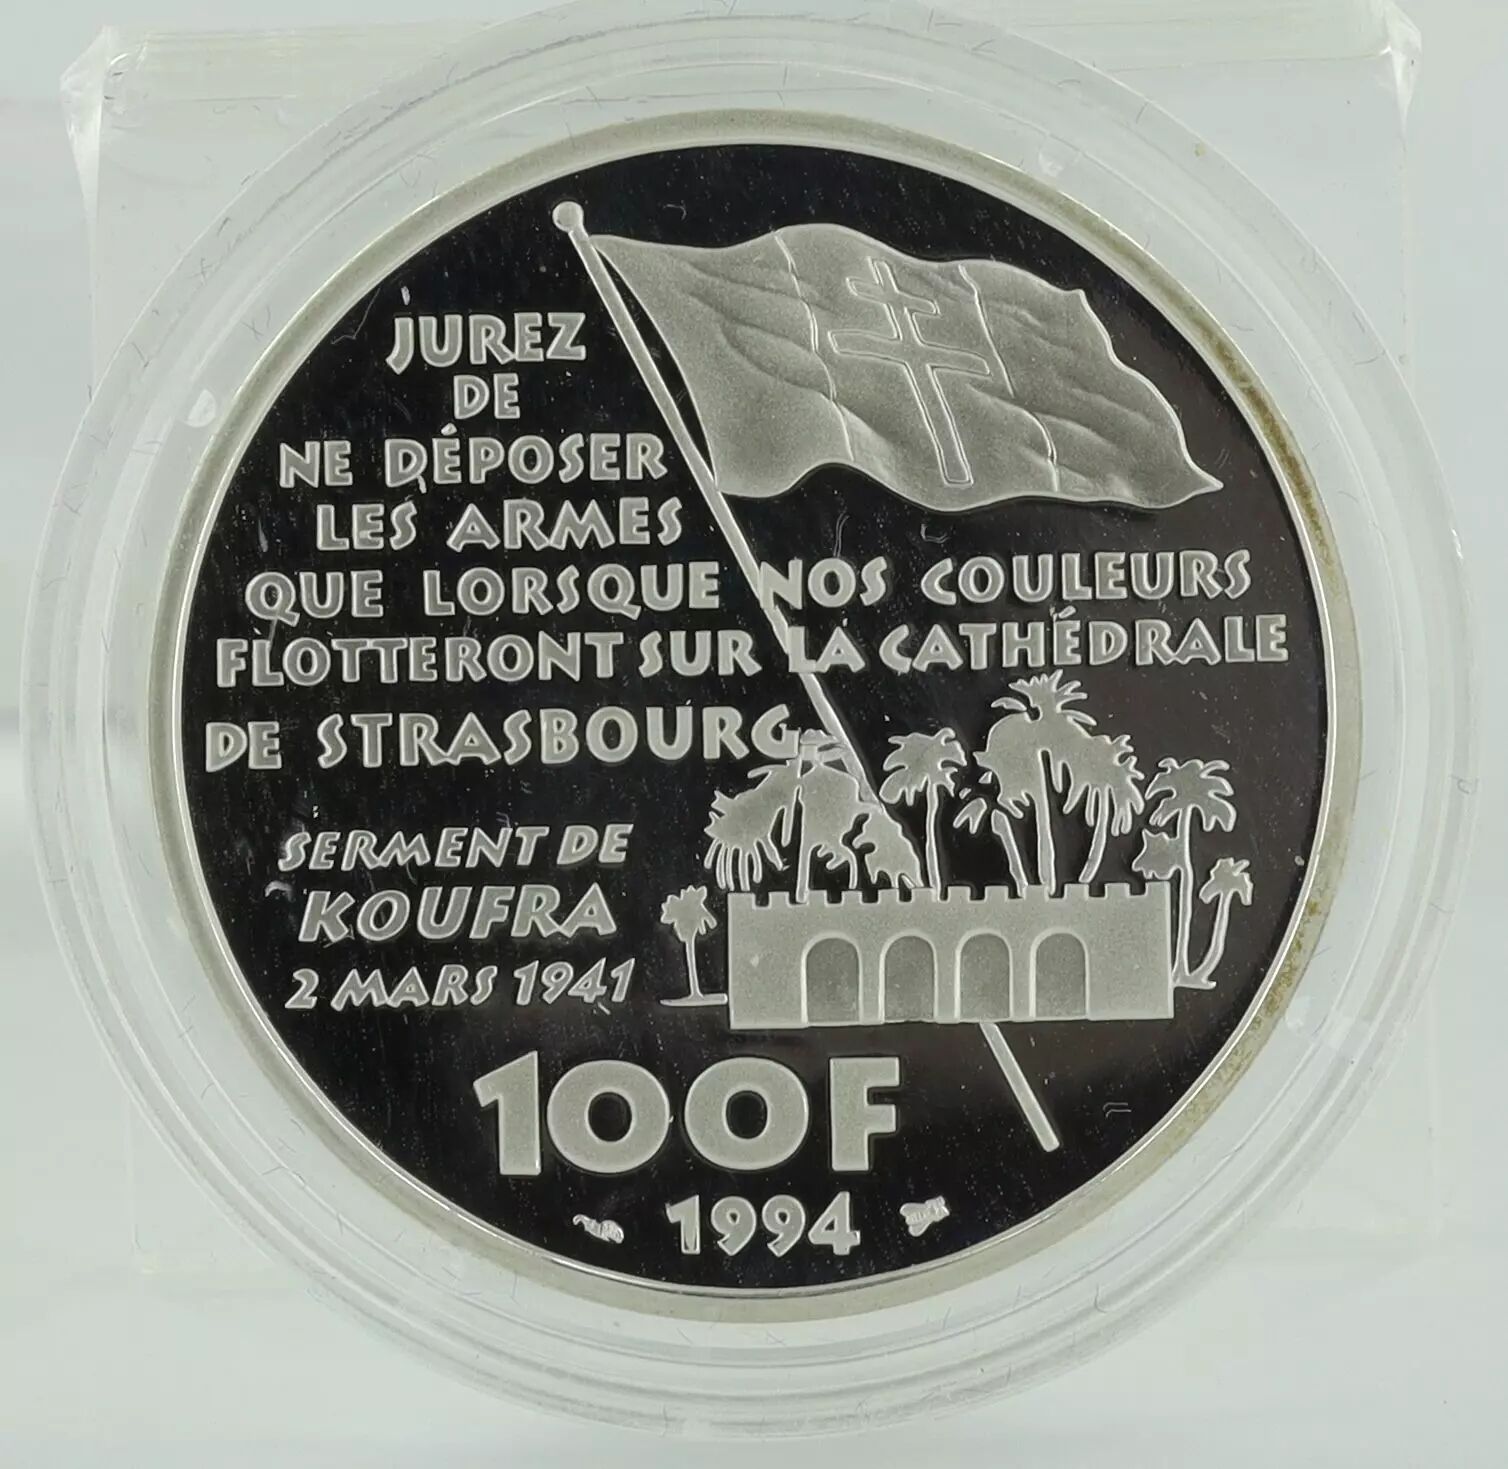 JUREZ
DE
NE DÉPOSER
LES ARMES
QUE LORSQUE NOS COULEURS
FLOTTERONT SUR LA CATHÉDRALE
DE STRASBOURG
SERMENT DE
KOUFRA
2 MARS 1941
100F
1994